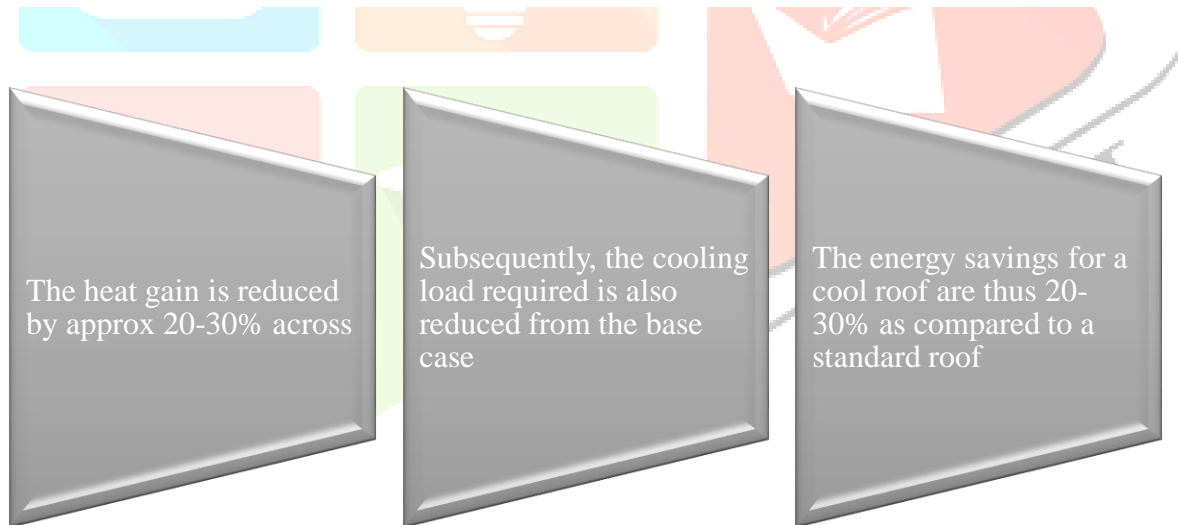 The heat gain is reduced
by approx 20-30% across
Subsequently, the cooling
load required is also
reduced from the base
case
The energy savings for a
cool roof are thus 20-
30% as compared to a
standard roof